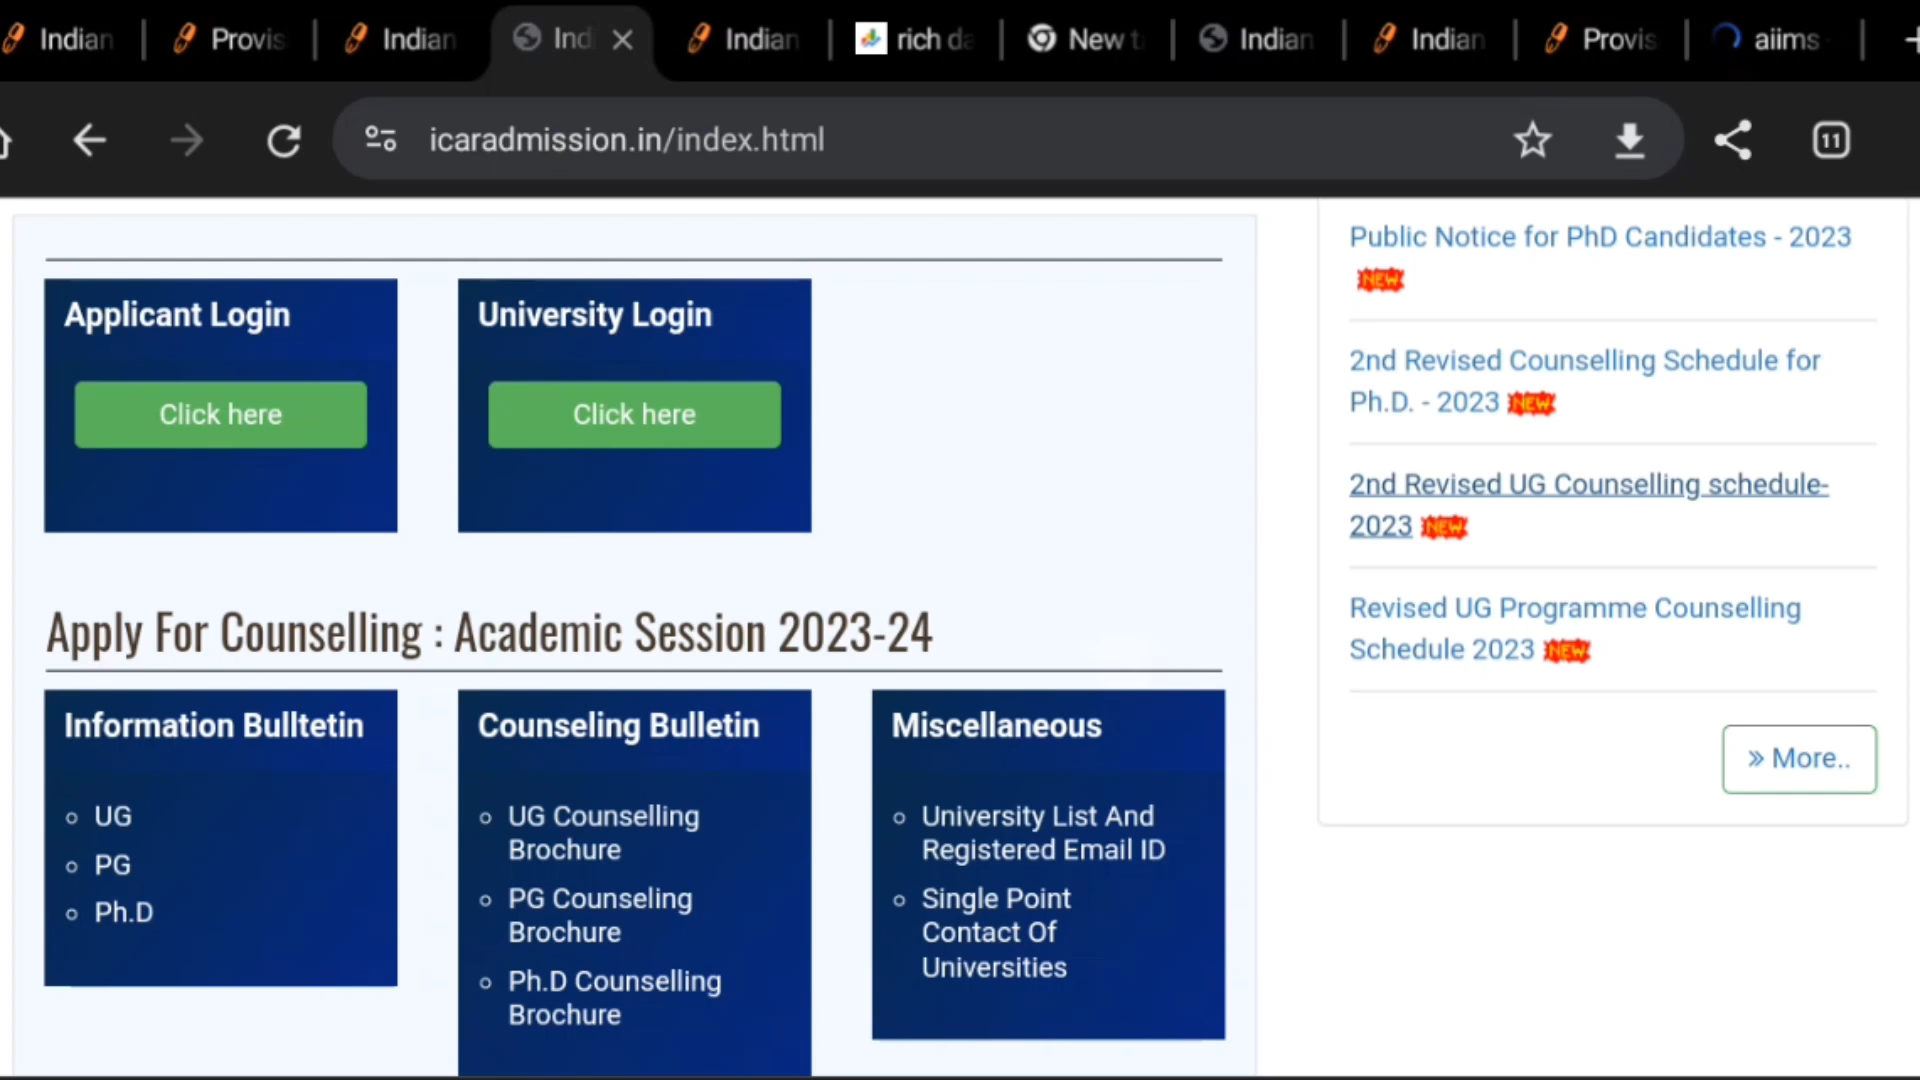 Indian
Provis
Indian
Ind
Indian
rich da
New t
Indian
Indian
Provis
aiims
icaradmission.in/index.html
11
Applicant Login
Click here
University Login
Click here
Apply For Counselling : Academic Session 2023-24
Information Bulltetin
UG
PG
Ph.D
Counseling Bulletin
UG Counselling
Brochure
PG Counseling
Brochure
Ph.D Counselling
Brochure
Miscellaneous
University List And
Registered Email ID
Single Point
Contact Of
Universities
Public Notice for PhD Candidates - 2023
NEW
2nd Revised Counselling Schedule for
Ph.D. - 2023 NEW
2nd Revised UG Counselling schedule-
2023 NEW
Revised UG Programme Counselling
Schedule 2023 NEW
» More..